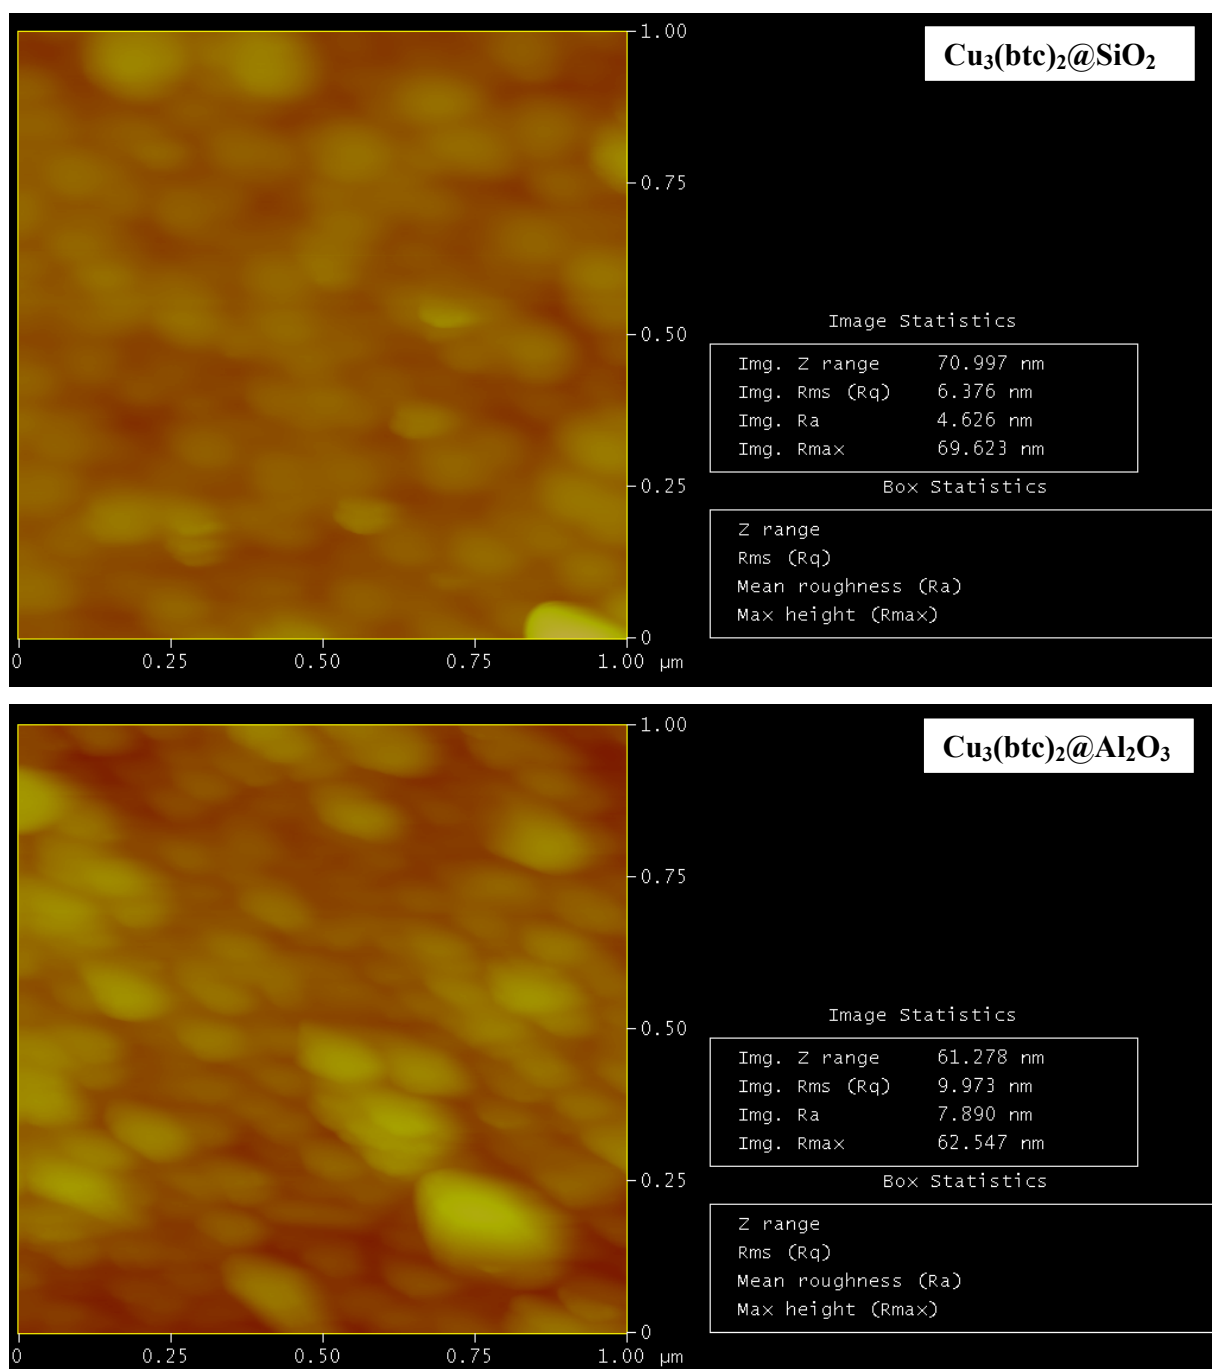 1.00
Cu₃(btc)₂@SiO₂
0.75
0.50
Image Statistics
Img. Z range 70.997 nm
Img. Rms (Rq) 6.376 nm
Img. Ra 4.626 nm
Img. Rmax 69.623 nm
0.25
Box Statistics
Z range
Rms (Rq)
Mean roughness (Ra)
Max height (Rmax)
0
0 0.25 0.50 0.75 1.00 µm
1.00
Cu₃(btc)₂@Al₂O₃
0.75
0.50
Image Statistics
Img. Z range 61.278 nm
Img. Rms (Rq) 9.973 nm
Img. Ra 7.890 nm
Img. Rmax 62.547 nm
0.25
Box Statistics
Z range
Rms (Rq)
Mean roughness (Ra)
Max height (Rmax)
0
0 0.25 0.50 0.75 1.00 µm